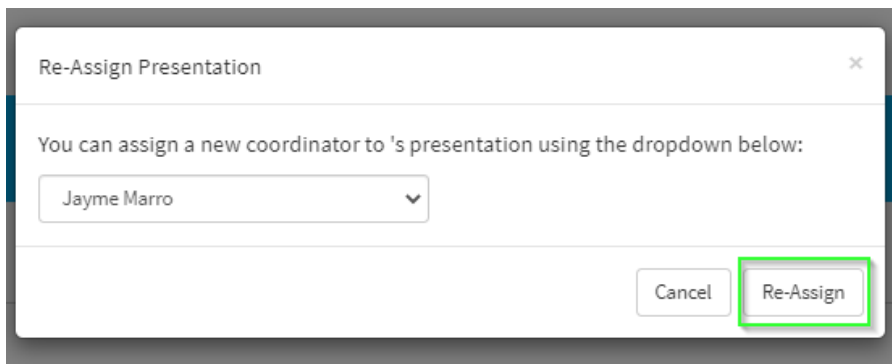 Re-Assign Presentation ×
You can assign a new coordinator to 's presentation using the dropdown below:
Jayme Marro
Cancel Re-Assign